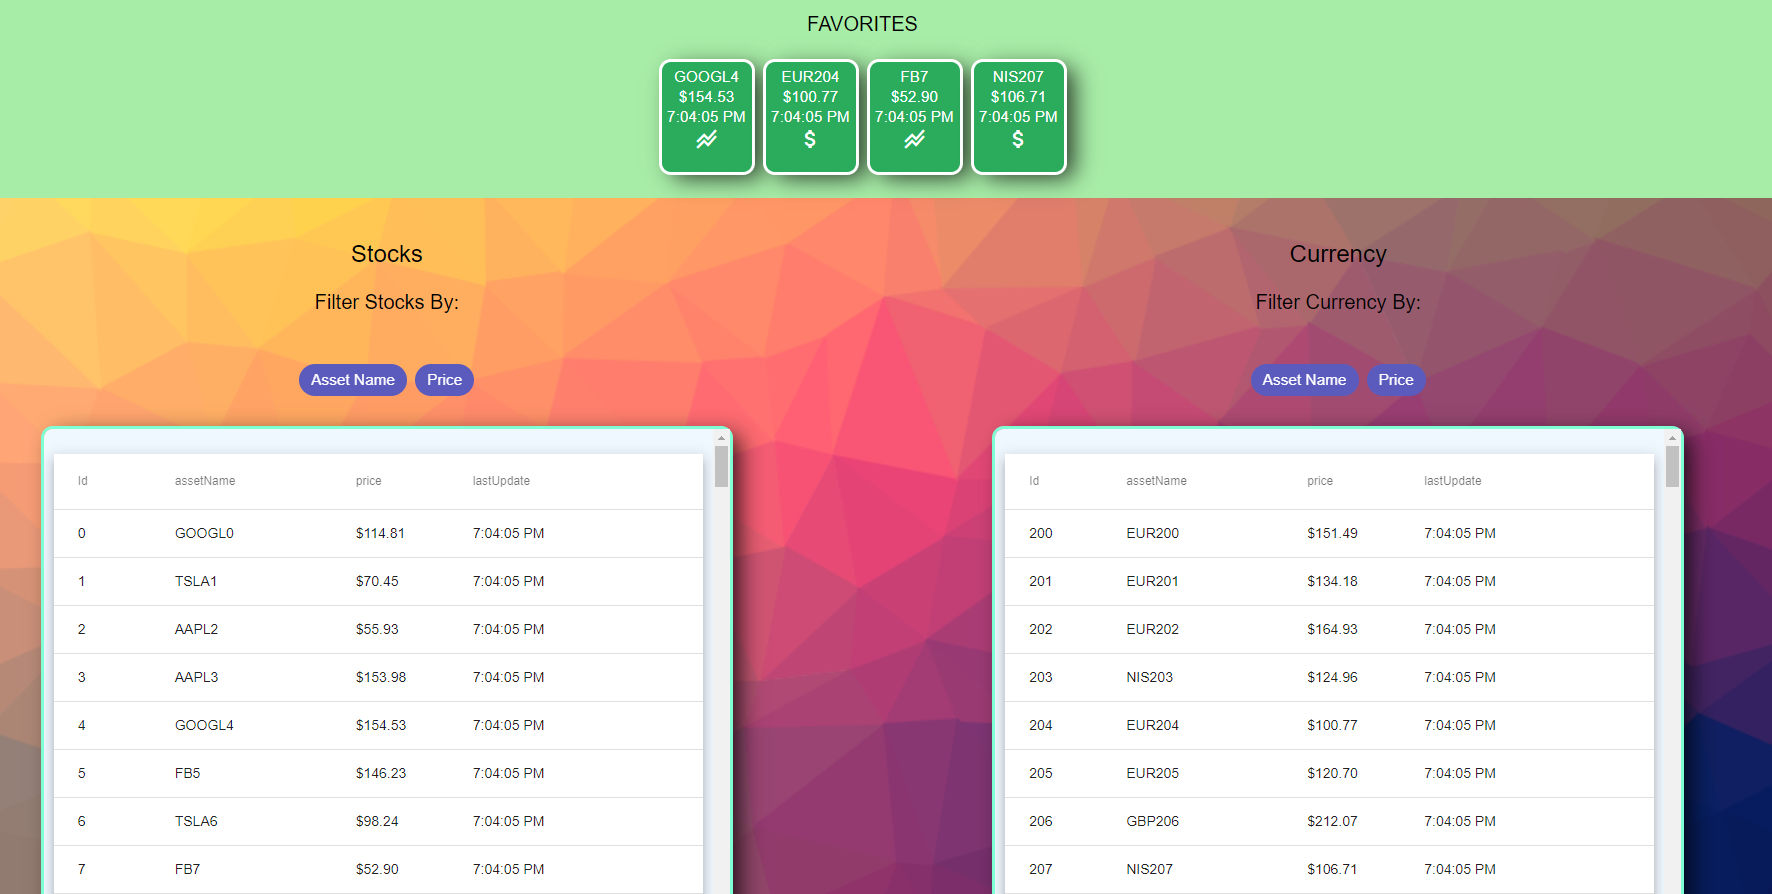 FAVORITES
GOOGL4 EUR204 FB7 NIS207
$154.53 $100.77 $52.90 $106.71
7:04:05 PM 7:04:05 PM 7:04:05 PM 7:04:05 PM
$ $
Stocks
Filter Stocks By:
Asset Name Price
Id assetName price lastUpdate
0 GOOGL0 $114.81 7:04:05 PM
1 TSLA1 $70.45 7:04:05 PM
2 AAPL2 $55.93 7:04:05 PM
3 AAPL3 $153.98 7:04:05 PM
4 GOOGL4 $154.53 7:04:05 PM
5 FB5 $146.23 7:04:05 PM
6 TSLA6 $98.24 7:04:05 PM
7 FB7 $52.90 7:04:05 PM
Currency
Filter Currency By:
Asset Name Price
Id assetName price lastUpdate
200 EUR200 $151.49 7:04:05 PM
201 EUR201 $134.18 7:04:05 PM
202 EUR202 $164.93 7:04:05 PM
203 NIS203 $124.96 7:04:05 PM
204 EUR204 $100.77 7:04:05 PM
205 EUR205 $120.70 7:04:05 PM
206 GBP206 $212.07 7:04:05 PM
207 NIS207 $106.71 7:04:05 PM